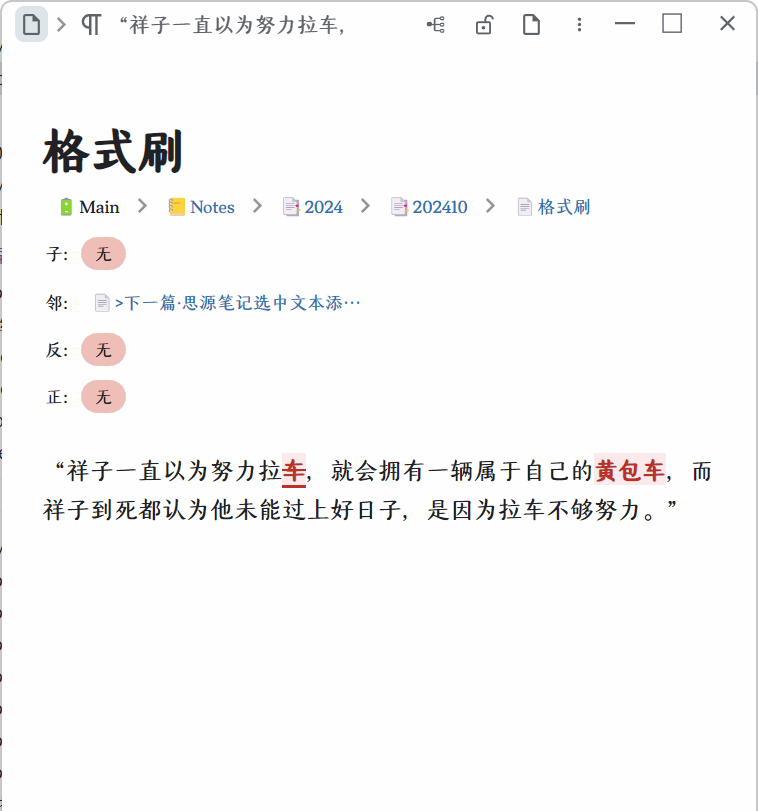 “祥子一直以为努力拉车，
格式刷
Main > Notes > 2024 > 202410 > 格式刷
子： 无
邻： >下一篇·思源笔记选中文本添…
反： 无
正： 无
“祥子一直以为努力拉车，就会拥有一辆属于自己的黄包车，而
祥子到死都认为他未能过上好日子，是因为拉车不够努力。”